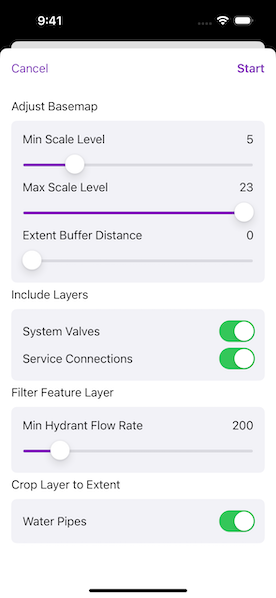 9:41
Cancel Start
Adjust Basemap
Min Scale Level 5
Max Scale Level 23
Extent Buffer Distance 0
Include Layers
System Valves
Service Connections
Filter Feature Layer
Min Hydrant Flow Rate 200
Crop Layer to Extent
Water Pipes